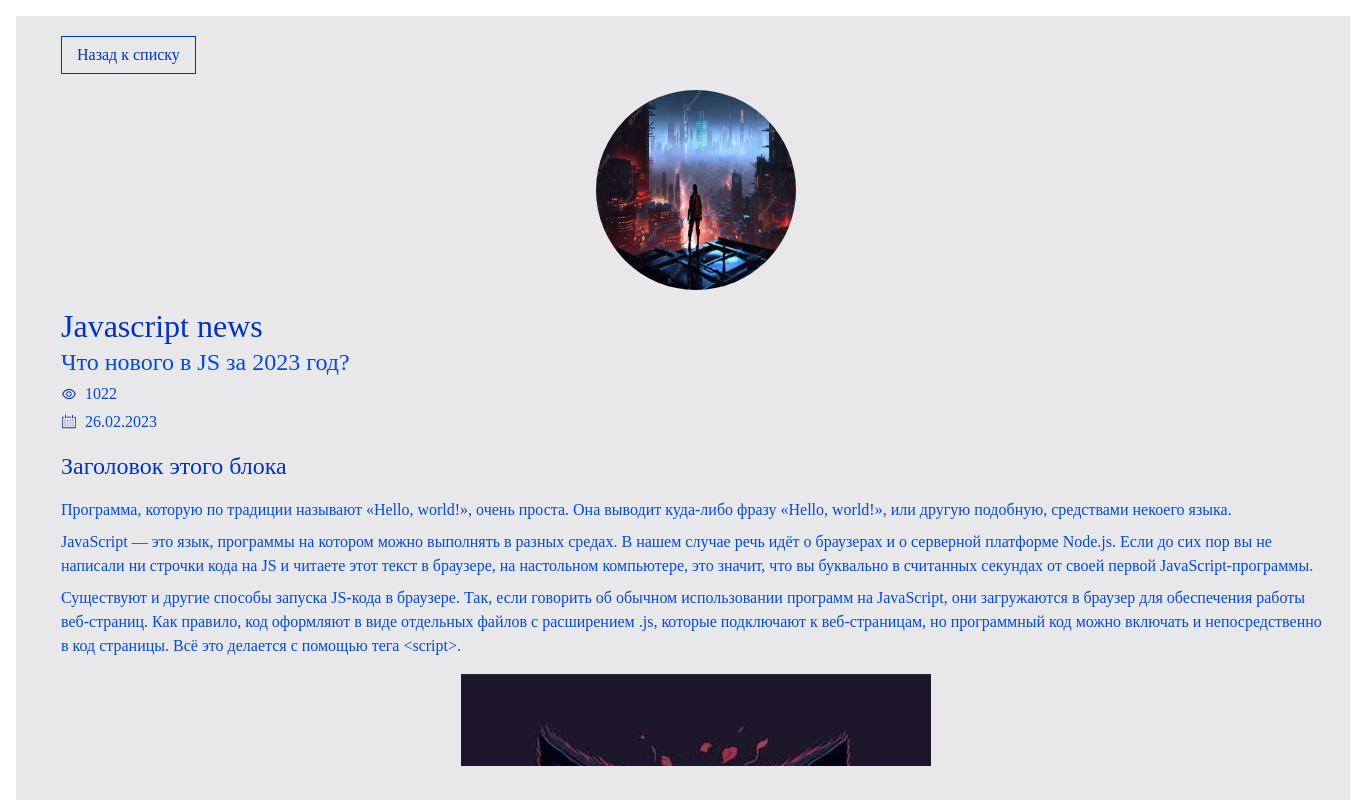 Назад к списку
Javascript news
Что нового в JS за 2023 год?
1022
26.02.2023
Заголовок этого блока
Программа, которую по традиции называют «Hello, world!», очень проста. Она выводит куда-либо фразу «Hello, world!», или другую подобную, средствами некоего языка.
JavaScript — это язык, программы на котором можно выполнять в разных средах. В нашем случае речь идёт о браузерах и о серверной платформе Node.js. Если до сих пор вы не
написали ни строчки кода на JS и читаете этот текст в браузере, на настольном компьютере, это значит, что вы буквально в считанных секундах от своей первой JavaScript-программы.
Существуют и другие способы запуска JS-кода в браузере. Так, если говорить об обычном использовании программ на JavaScript, они загружаются в браузер для обеспечения работы
веб-страниц. Как правило, код оформляют в виде отдельных файлов с расширением .js, которые подключают к веб-страницам, но программный код можно включать и непосредственно
в код страницы. Всё это делается с помощью тега <script>.